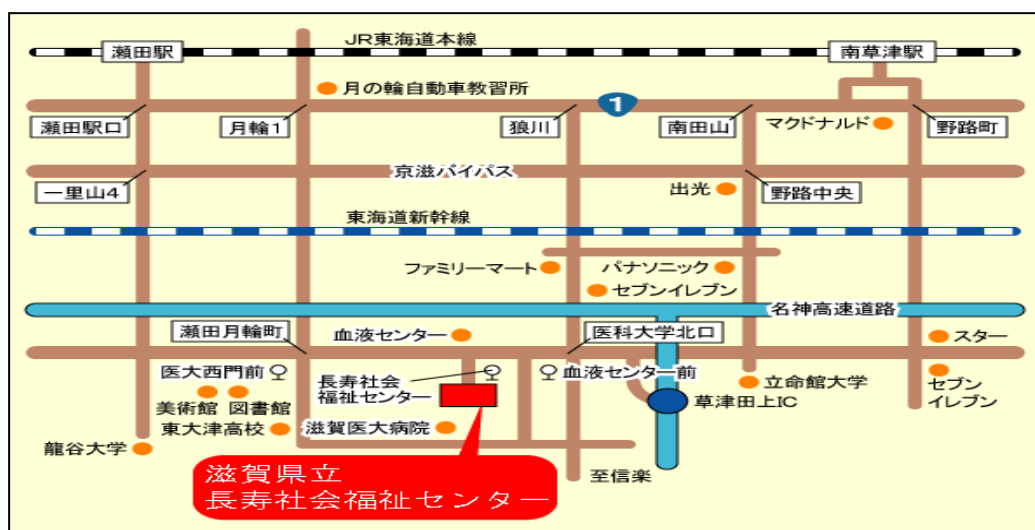 JR東海道本線
瀬田駅
南草津駅
月の輪自動車教習所
1
瀬田駅口
月輪1
狼川
南田山
マクドナルド
野路町
京滋バイパス
一里山4
出光
野路中央
東海道新幹線
ファミリーマート
パナソニック
セブンイレブン
名神高速道路
瀬田月輪町
血液センター
医科大学北口
スター
医大西門前
長寿社会
福祉センター
血液センター前
立命館大学
セブン
イレブン
美術館
図書館
草津田上IC
東大津高校
滋賀医大病院
龍谷大学
滋賀県立
長寿社会福祉センター
至信楽